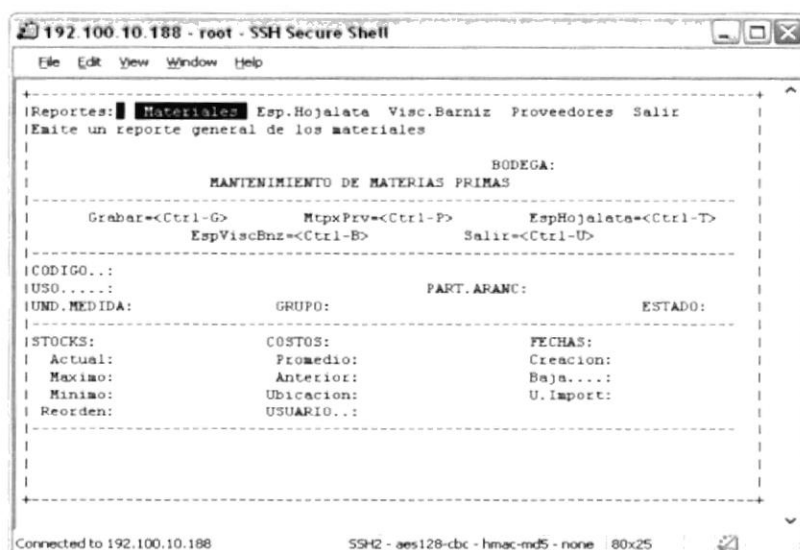 192.100.10.188 - root - SSH Secure Shell
File Edit View Window Help
Reportes: Materiales Esp.Hojalata Visc.Barniz Proveedores Salir
Emite un reporte general de los materiales
BODEGA:
MANTENIMIENTO DE MATERIAS PRIMAS
Grabar=<Ctrl-G> MtpxPrv=<Ctrl-P> EspHojalata=<Ctrl-T>
EspViscBnz=<Ctrl-B> Salir=<Ctrl-U>
CODIGO..:
USO.....: PART.ARANC:
UND.MEDIDA: GRUPO: ESTADO:
STOCKS: COSTOS: FECHAS:
Actual: Promedio: Creacion:
Maximo: Anterior: Baja....:
Minimo: Ubicacion: U.Import:
Reorden: USUARIO..:
Connected to 192.100.10.188 SSH2 - aes128-cbc - hmac-md5 - none 80x25